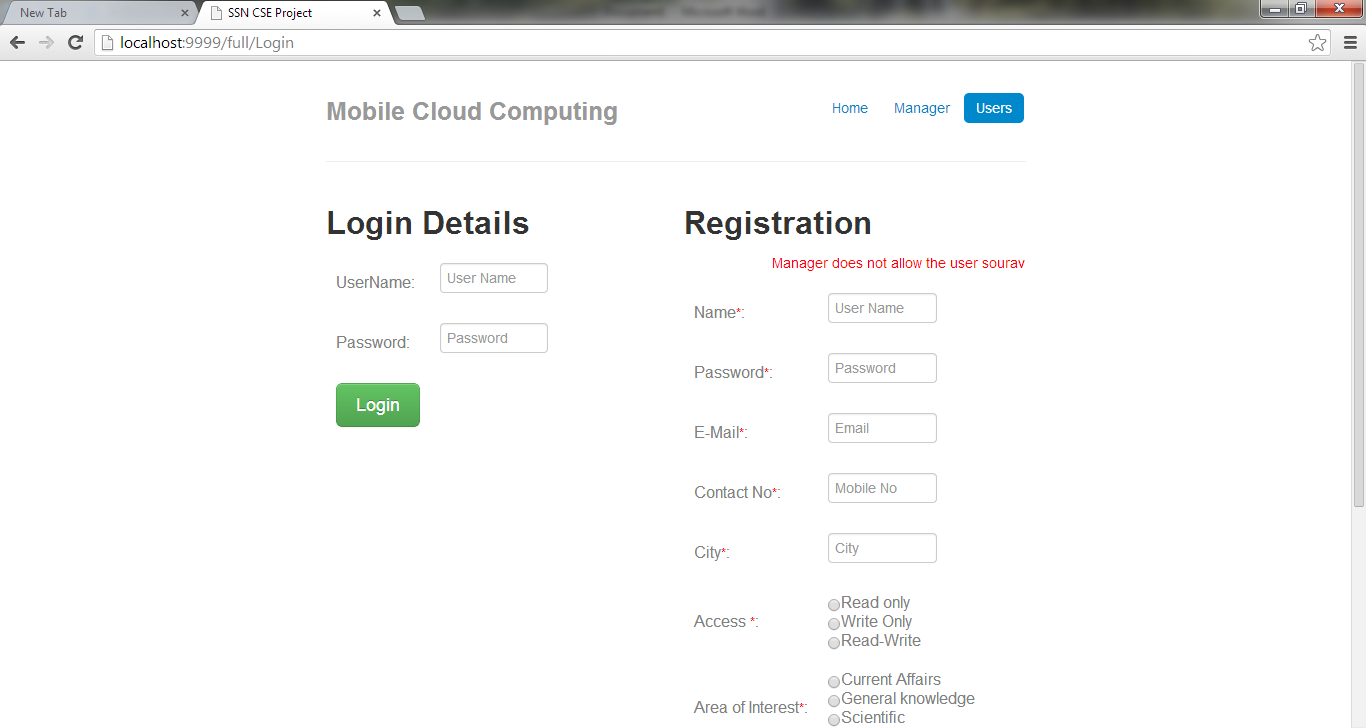 New Tab
SSN CSE Project
localhost:9999/full/Login
Mobile Cloud Computing
Home Manager Users
Login Details
UserName: User Name
Password: Password
Login
Registration
Manager does not allow the user sourav
Name*: User Name
Password*: Password
E-Mail*: Email
Contact No*: Mobile No
City*: City
Access *: Read only
Write Only
Read-Write
Area of Interest*: Current Affairs
General knowledge
Scientific